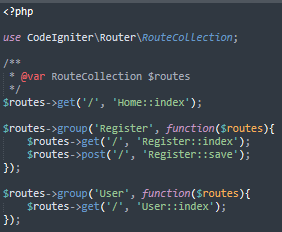 <?php
use CodeIgniter\Router\RouteCollection;
/**
 * @var RouteCollection $routes
 */
$routes->get('/', 'Home::index');
$routes->group('Register', function($routes){
    $routes->get('/', 'Register::index');
    $routes->post('/', 'Register::save');
});
$routes->group('User', function($routes){
    $routes->get('/', 'User::index');
});